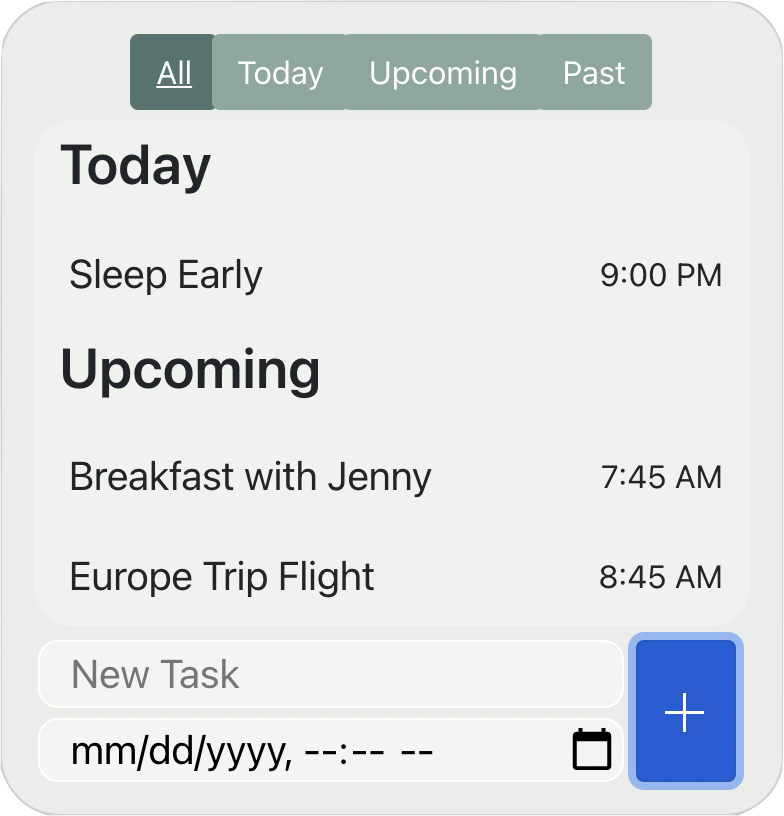 All Today Upcoming Past
Today
Sleep Early 9:00 PM
Upcoming
Breakfast with Jenny 7:45 AM
Europe Trip Flight 8:45 AM
New Task
mm/dd/yyyy, --:-- --
+